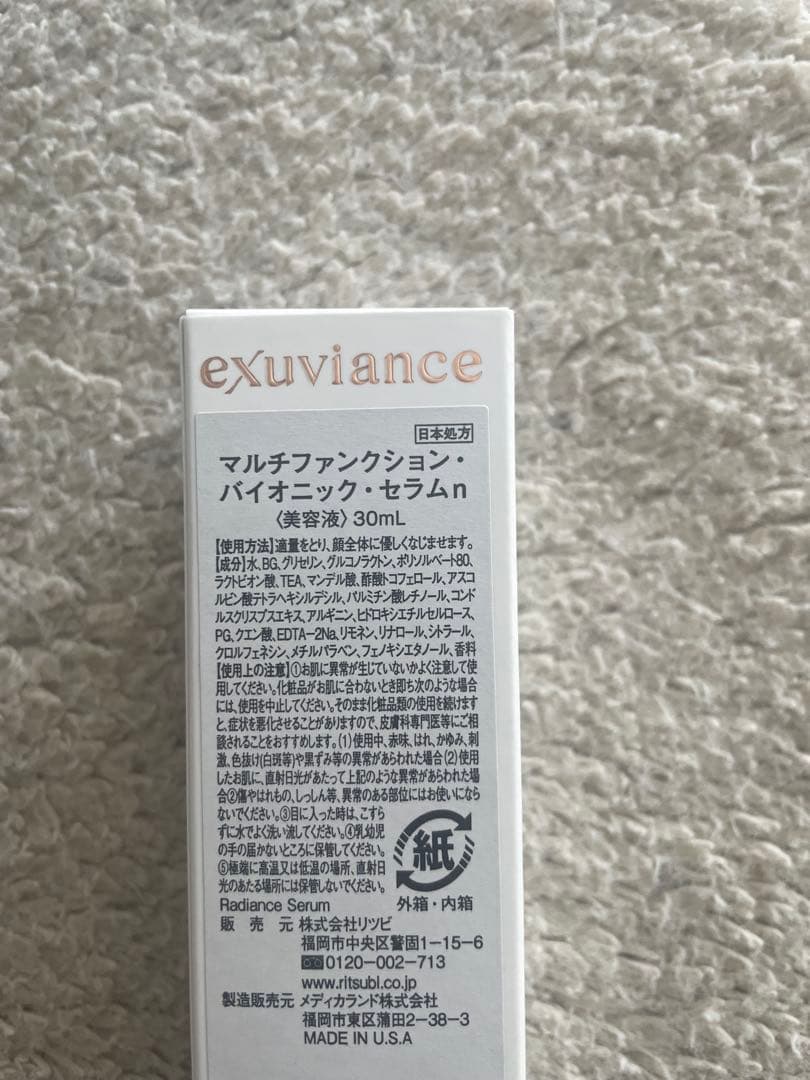 exuviance
日本処方
マルチファンクション・
バイオニック・セラムn
〈美容液〉30mL
【使用方法】適量をとり、顔全体に優しくなじませます。
【成分】水、BG、グリセリン、グルコノラクトン、ポリソルベート80、
ラクトビオン酸、TEA、マンデル酸、酢酸トコフェロール、アスコ
ルビン酸テトラヘキシルデシル、パルミチン酸レチノール、コンド
ルスクリスプスエキス、アルギニン、ヒドロキシエチルセルロース、
PG、クエン酸、EDTA-2Na、リモネン、リナロール、シトラール、
クロルフェネシン、メチルパラベン、フェノキシエタノール、香料
【使用上の注意】①お肌に異常が生じていないかよく注意して使
用してください。化粧品がお肌に合わないとき即ち次のような場合
には、使用を中止してください。そのまま化粧品類の使用を続けます
と、症状を悪化させることがありますので、皮膚科専門医等にご相
談されることをおすすめします。(1)使用中、赤味、はれ、かゆみ、刺
激、色抜け(白斑等)や黒ずみ等の異常があらわれた場合(2)使用
したお肌に、直射日光があたって上記のような異常があらわれた場
合②傷やはれもの、しっしん等、異常のある部位にはお使いになら
ないでください。③目に入った時は、こすら
ずに水でよく洗い流してください。④乳幼児
の手の届かないところに保管してください。
⑤極端に高温又は低温の場所、直射日
光のあたる場所には保管しないでください。
紙
外箱・内箱
Radiance Serum
販売元 株式会社リツビ
福岡市中央区警固1-15-6
0120-002-713
www.ritsubl.co.jp
製造販売元 メディカランド株式会社
福岡市東区蒲田2-38-3
MADE IN U.S.A